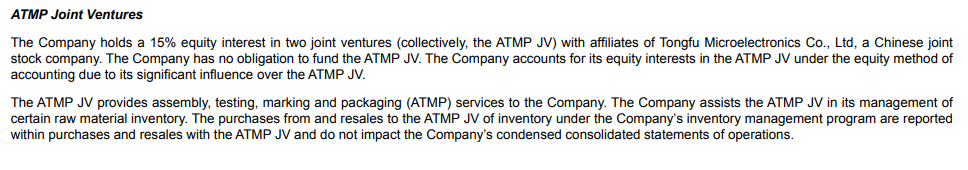 ATMP Joint Ventures
The Company holds a 15% equity interest in two joint ventures (collectively, the ATMP JV) with affiliates of Tongfu Microelectronics Co., Ltd, a Chinese joint
stock company. The Company has no obligation to fund the ATMP JV. The Company accounts for its equity interests in the ATMP JV under the equity method of
accounting due to its significant influence over the ATMP JV.
The ATMP JV provides assembly, testing, marking and packaging (ATMP) services to the Company. The Company assists the ATMP JV in its management of
certain raw material inventory. The purchases from and resales to the ATMP JV of inventory under the Company’s inventory management program are reported
within purchases and resales with the ATMP JV and do not impact the Company’s condensed consolidated statements of operations.